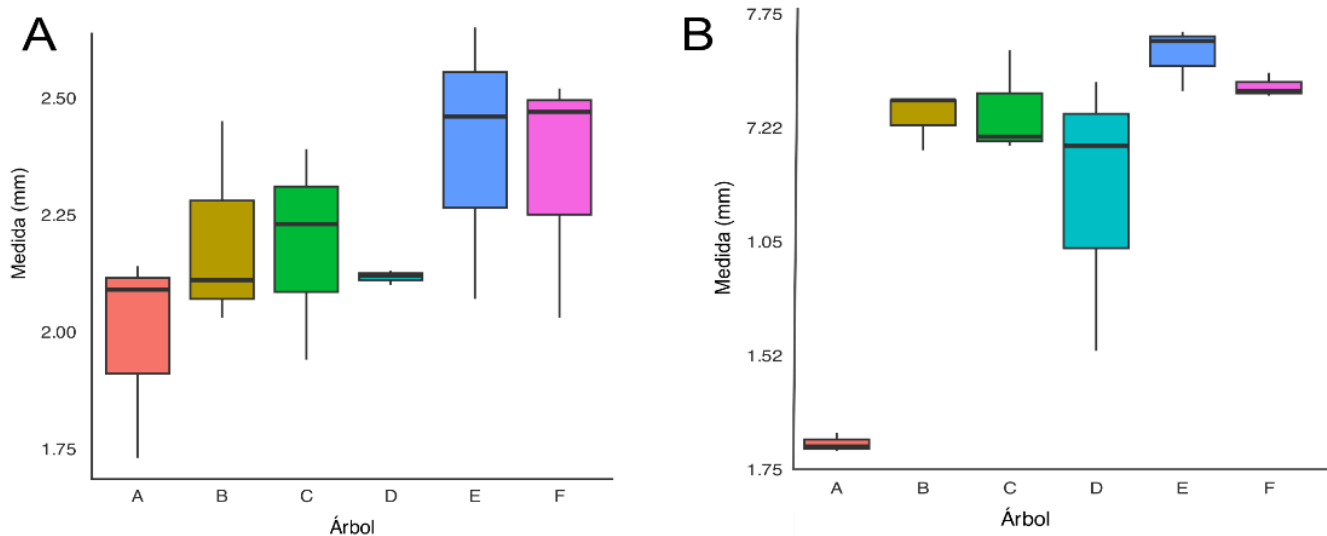 A
2.50
2.25
2.00
1.75
Medida (mm)
A B C D E F
Árbol
B
7.75
7.22
1.05
1.52
1.75
Medida (mm)
A B C D E F
Árbol